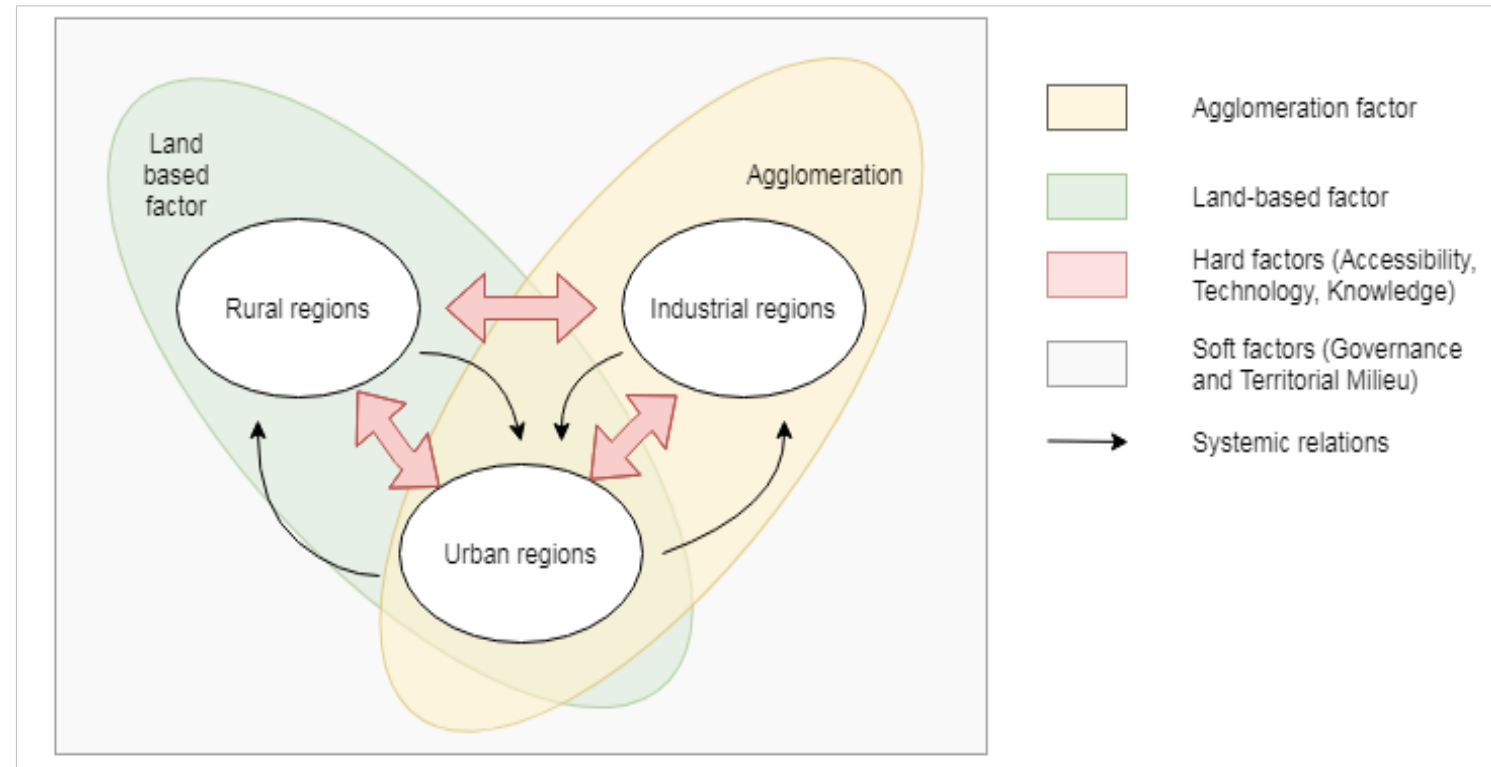 Land
based
factor
Agglomeration
Rural regions
Industrial regions
Urban regions
Agglomeration factor
Land-based factor
Hard factors (Accessibility,
Technology, Knowledge)
Soft factors (Governance
and Territorial Milieu)
Systemic relations